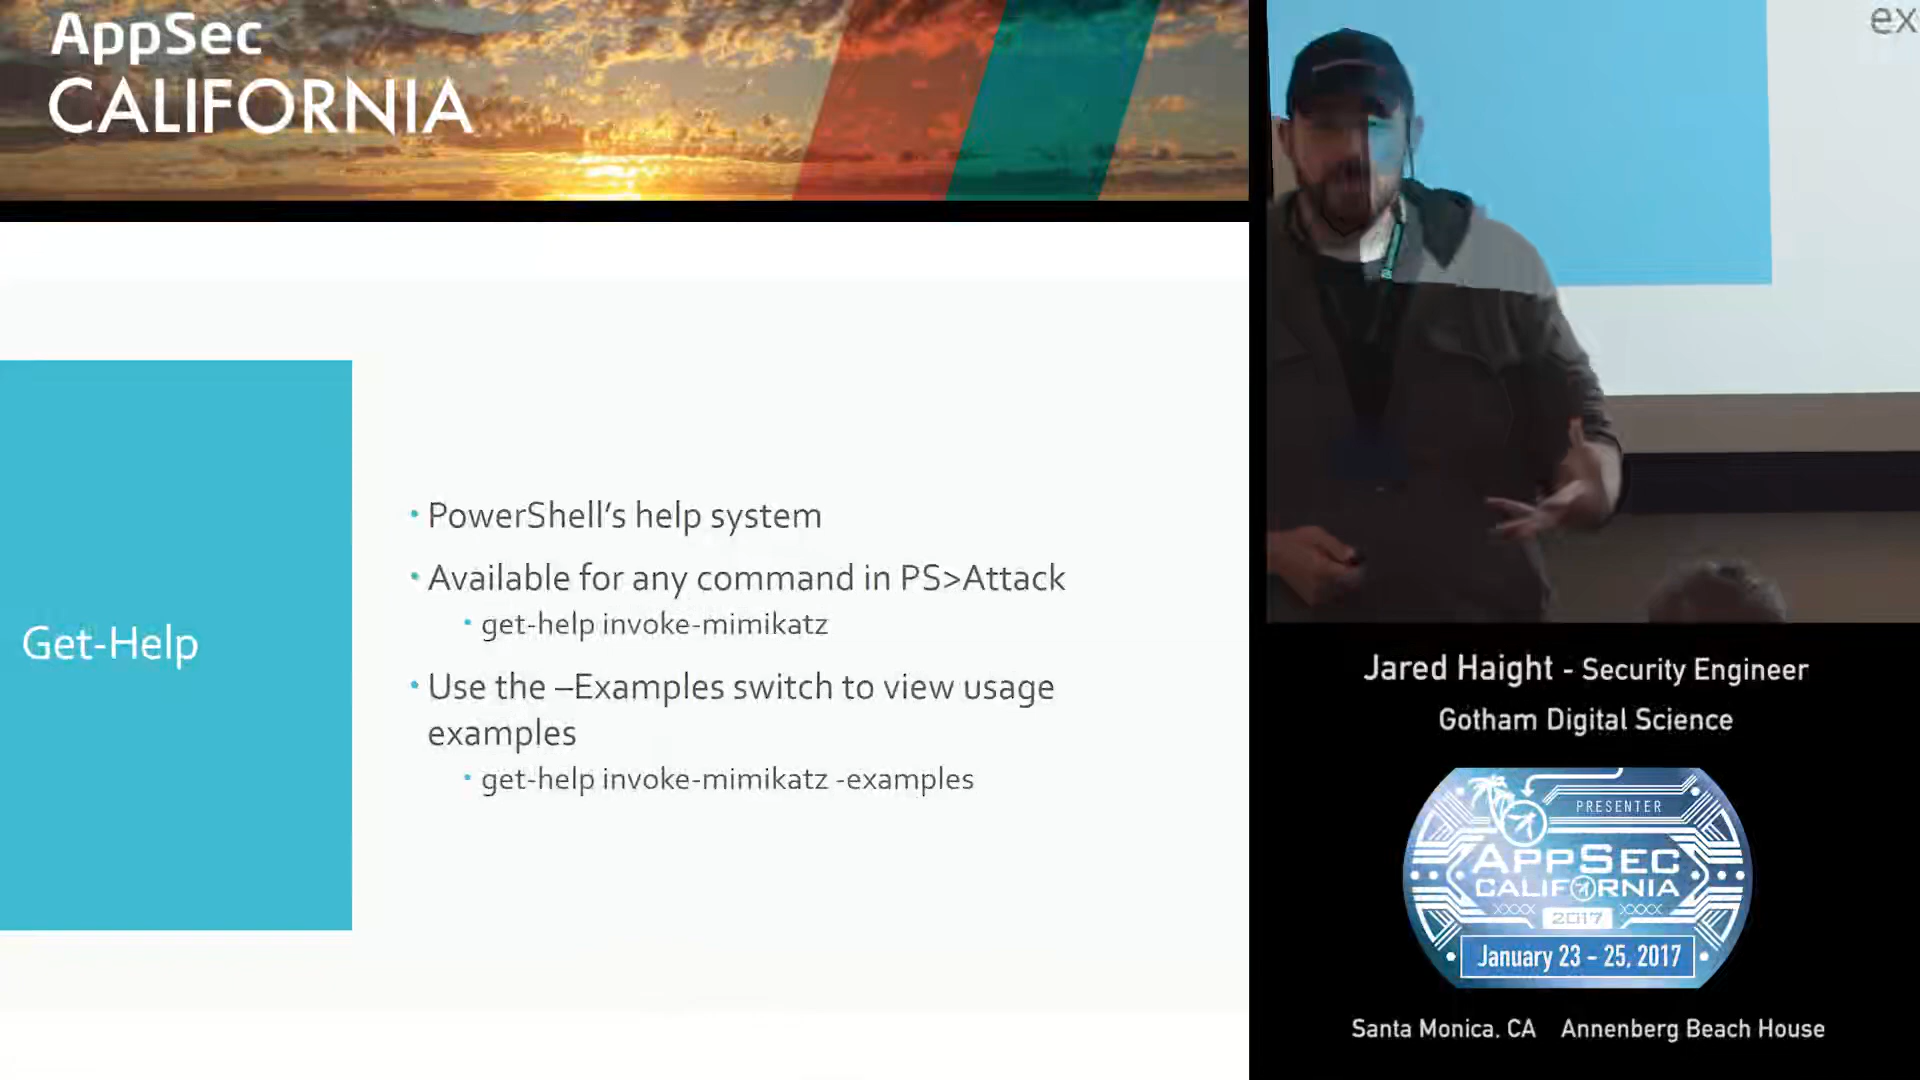 AppSec
CALIFORNIA
ex
Get-Help
• PowerShell’s help system
• Available for any command in PS>Attack
• get-help invoke-mimikatz
• Use the –Examples switch to view usage
examples
• get-help invoke-mimikatz -examples
Jared Haight - Security Engineer
Gotham Digital Science
PRESENTER
APPSEC
CALIFORNIA
XXXX 2017 XXXX
January 23 - 25, 2017
Santa Monica, CA Annenberg Beach House